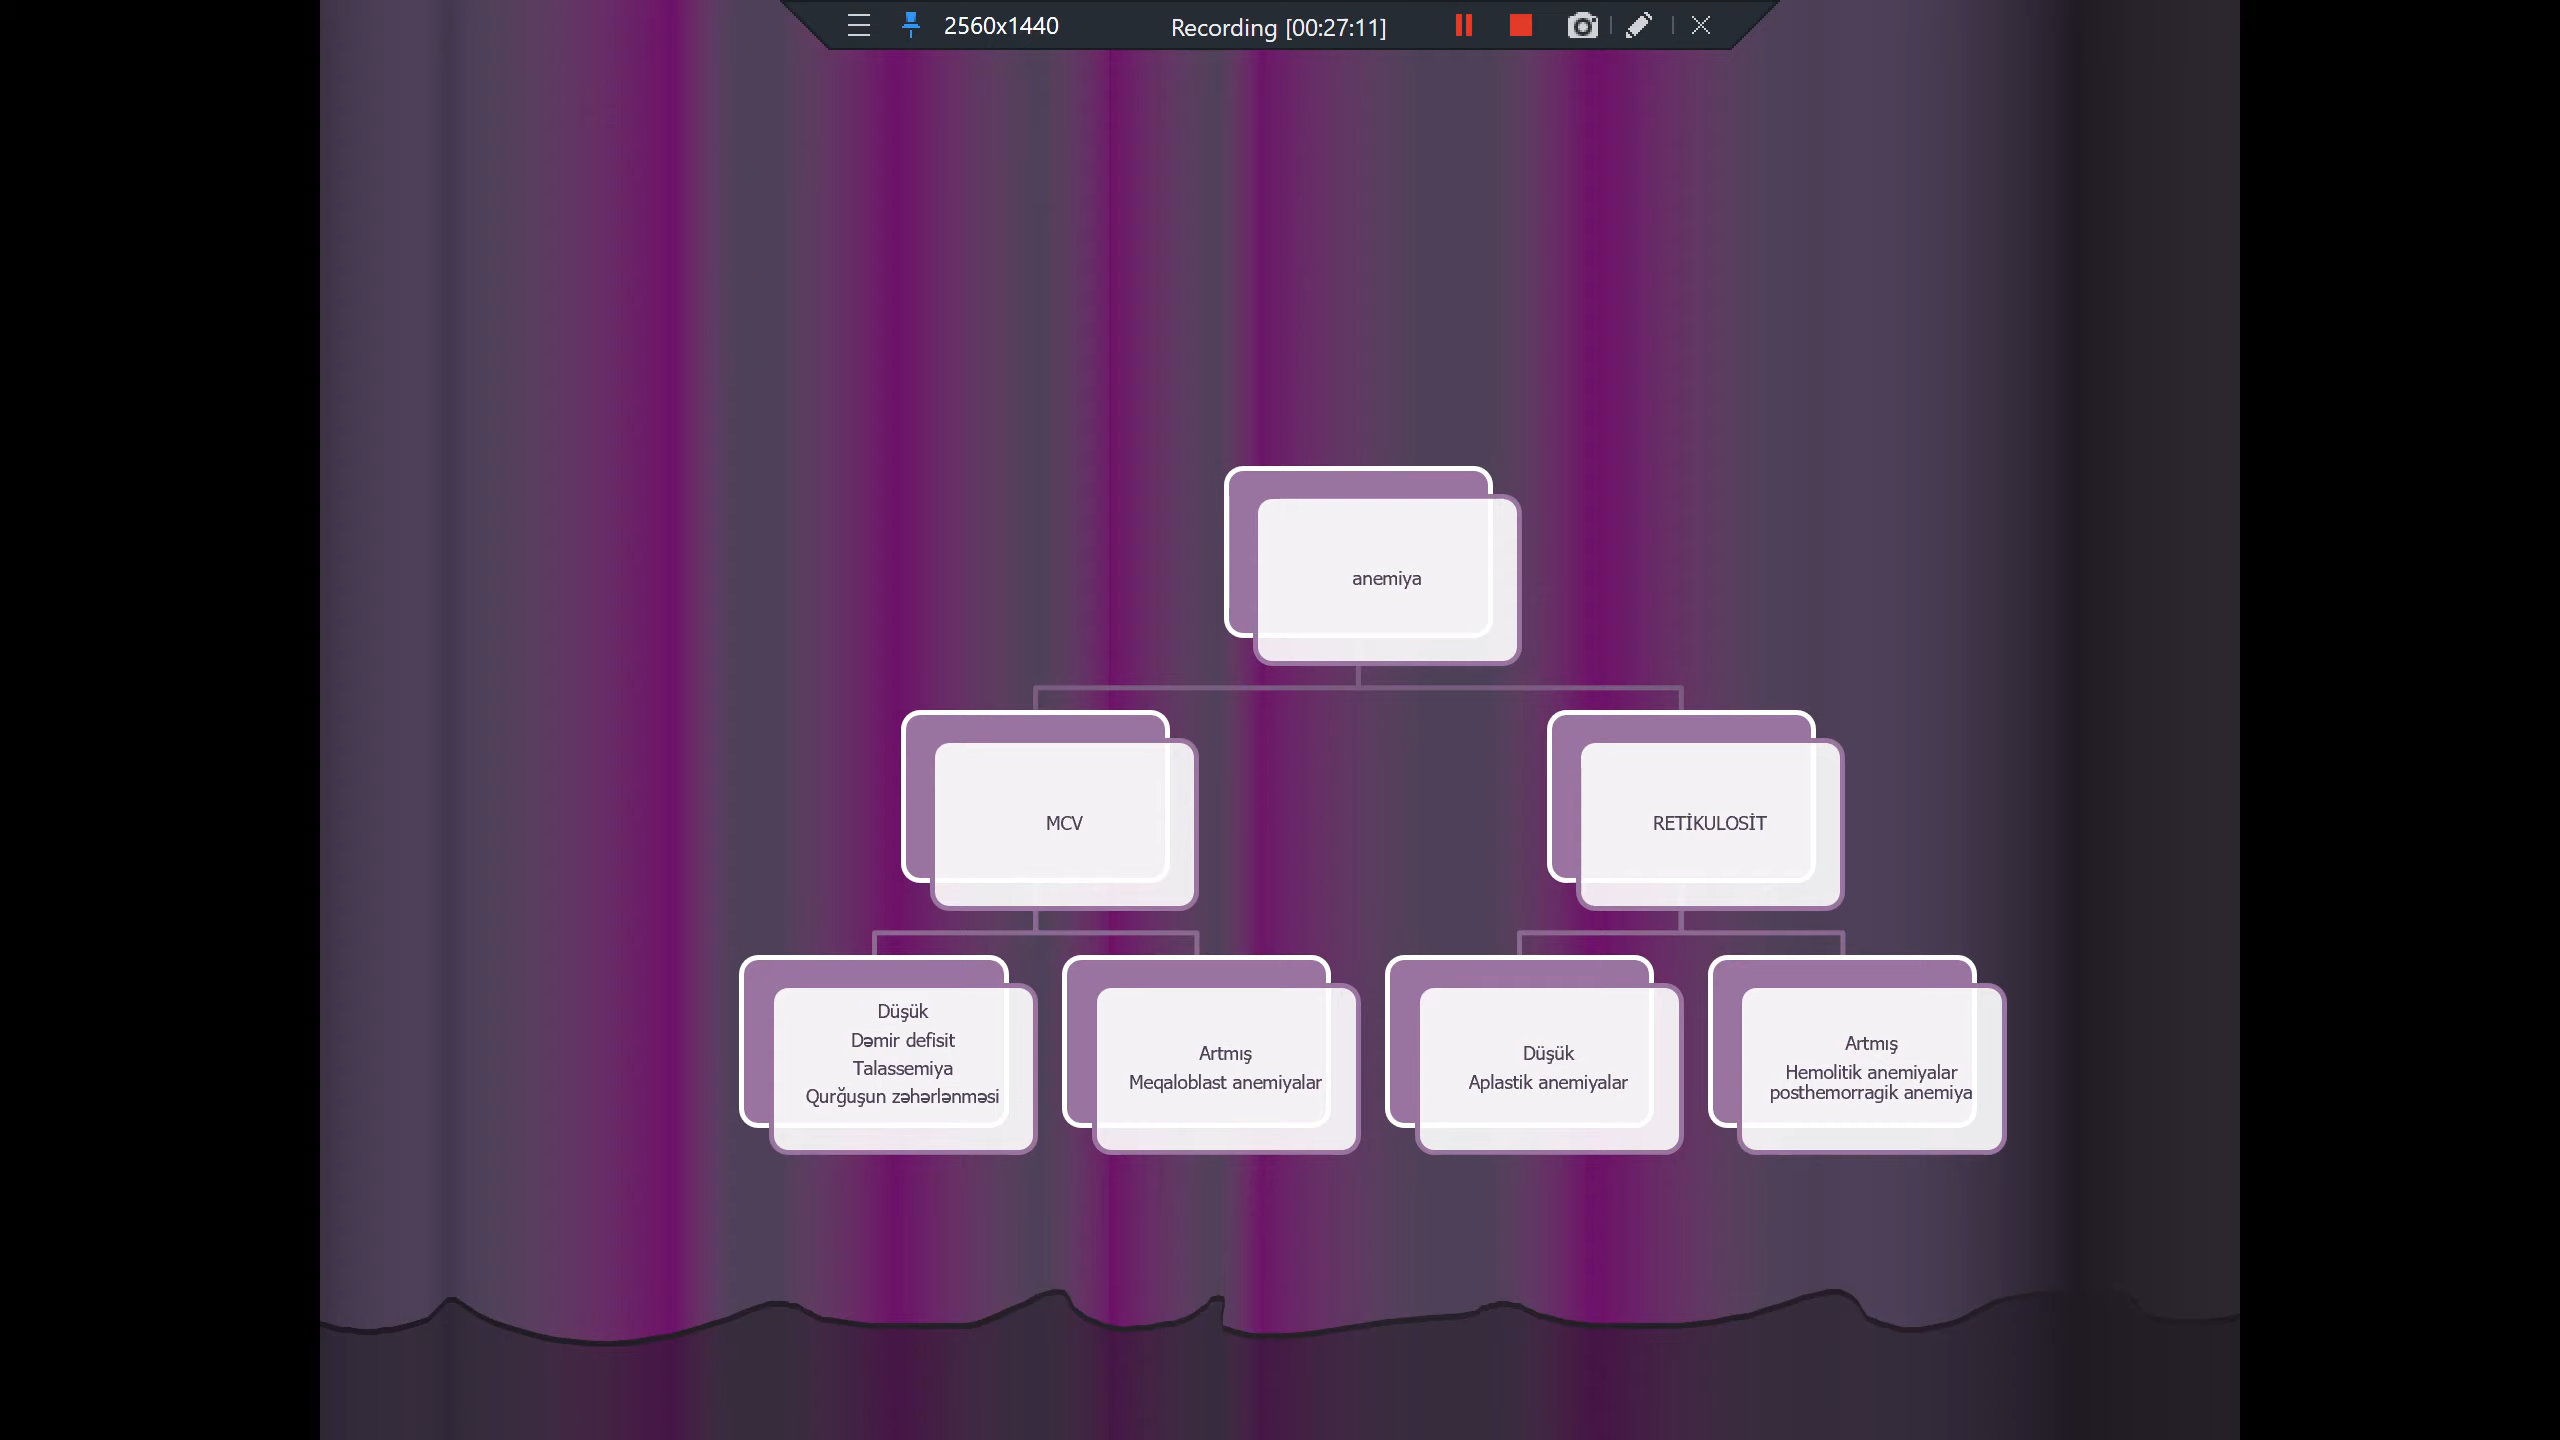 2560x1440 Recording [00:27:11]
anemiya
MCV
RETİKULOSİT
Düşük
Dəmir defisit
Talassemiya
Qurğuşun zəhərlənməsi
Artmış
Meqaloblast anemiyalar
Düşük
Aplastik anemiyalar
Artmış
Hemolitik anemiyalar
posthemorragik anemiya